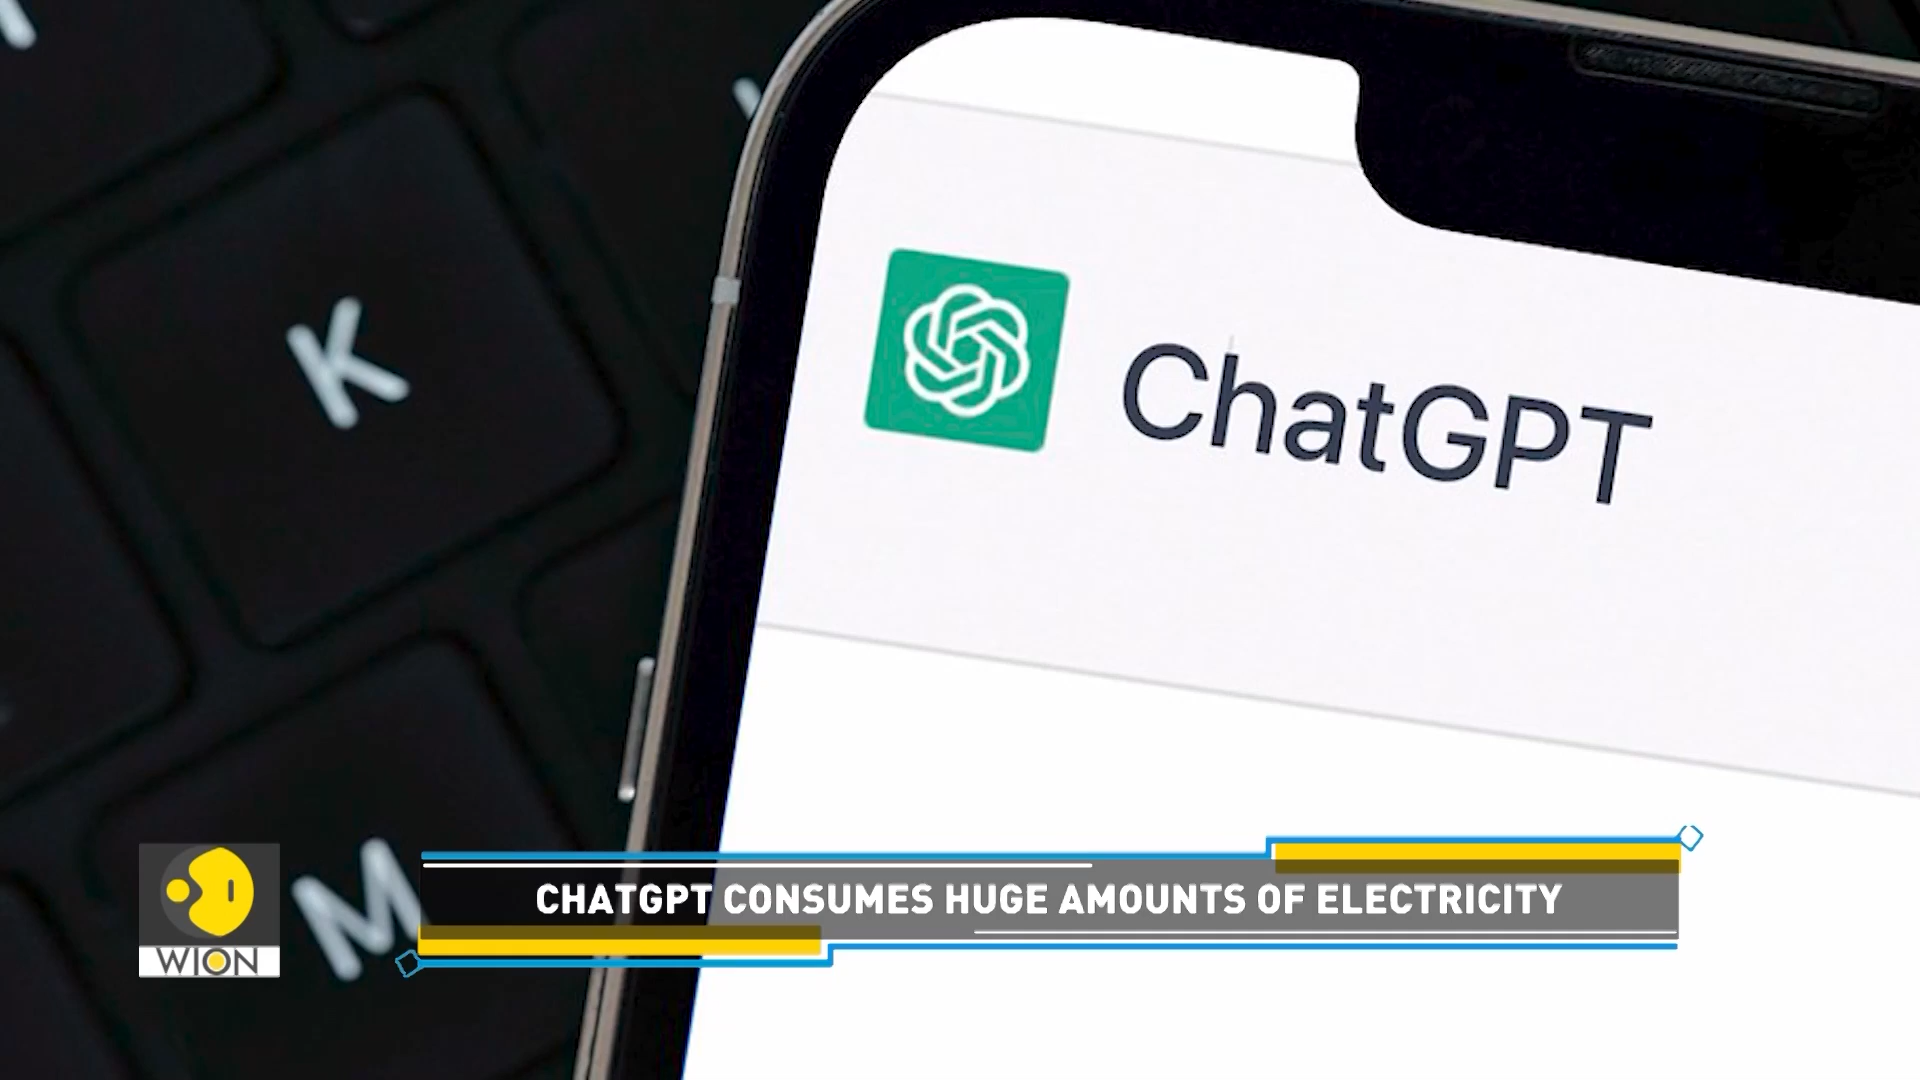 K
ChatGPT
M
CHATGPT CONSUMES HUGE AMOUNTS OF ELECTRICITY
WION